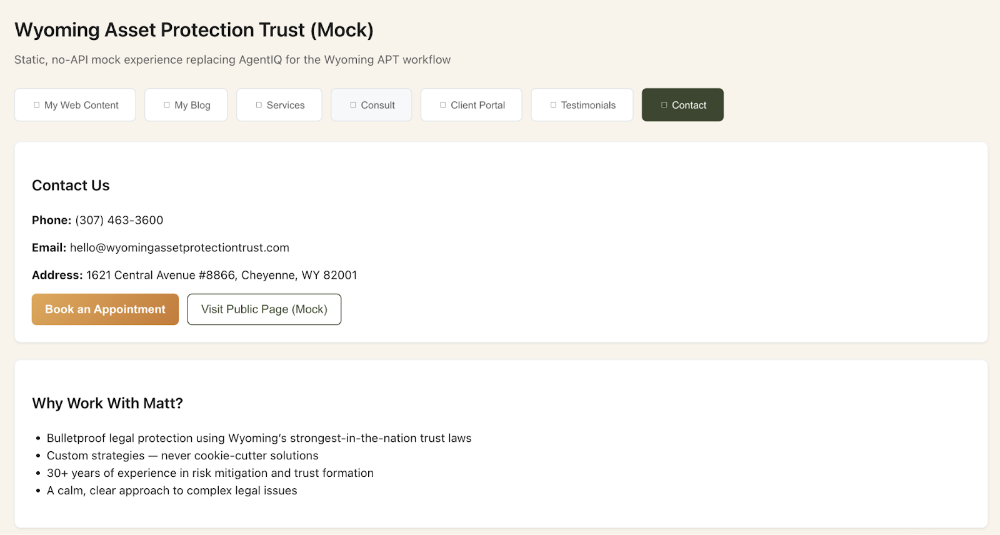 Wyoming Asset Protection Trust (Mock)
Static, no-API mock experience replacing AgentIQ for the Wyoming APT workflow
My Web Content My Blog Services Consult Client Portal Testimonials Contact
Contact Us
Phone: (307) 463-3600
Email: hello@wyomingassetprotectiontrust.com
Address: 1621 Central Avenue #8866, Cheyenne, WY 82001
Book an Appointment Visit Public Page (Mock)
Why Work With Matt?
• Bulletproof legal protection using Wyoming’s strongest-in-the-nation trust laws
• Custom strategies — never cookie-cutter solutions
• 30+ years of experience in risk mitigation and trust formation
• A calm, clear approach to complex legal issues